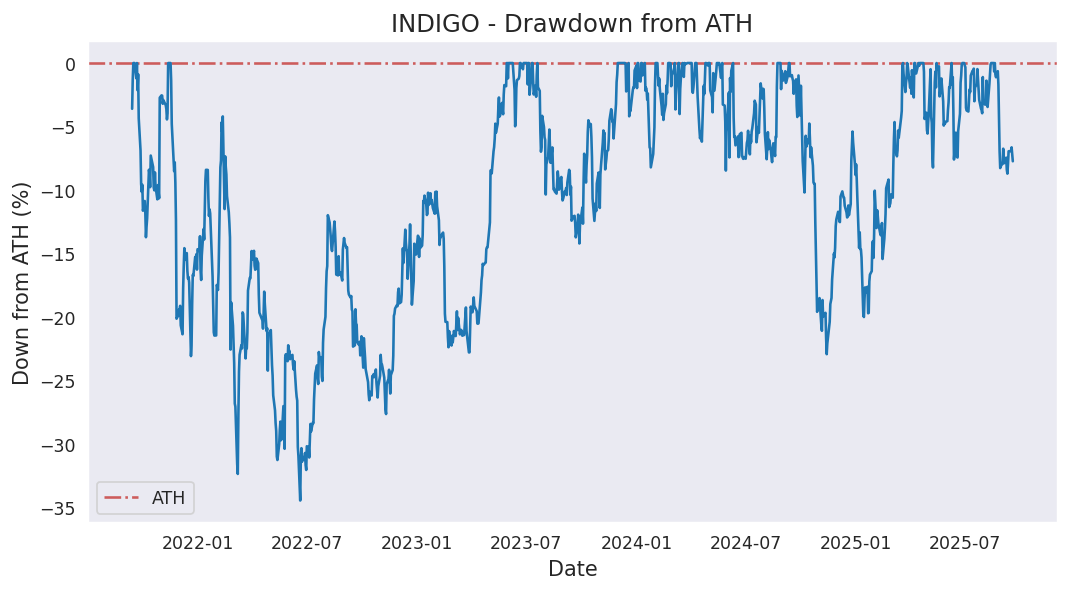 INDIGO - Drawdown from ATH
Down from ATH (%)
0
−5
−10
−15
−20
−25
−30
−35
ATH
2022-01 2022-07 2023-01 2023-07 2024-01 2024-07 2025-01 2025-07
Date